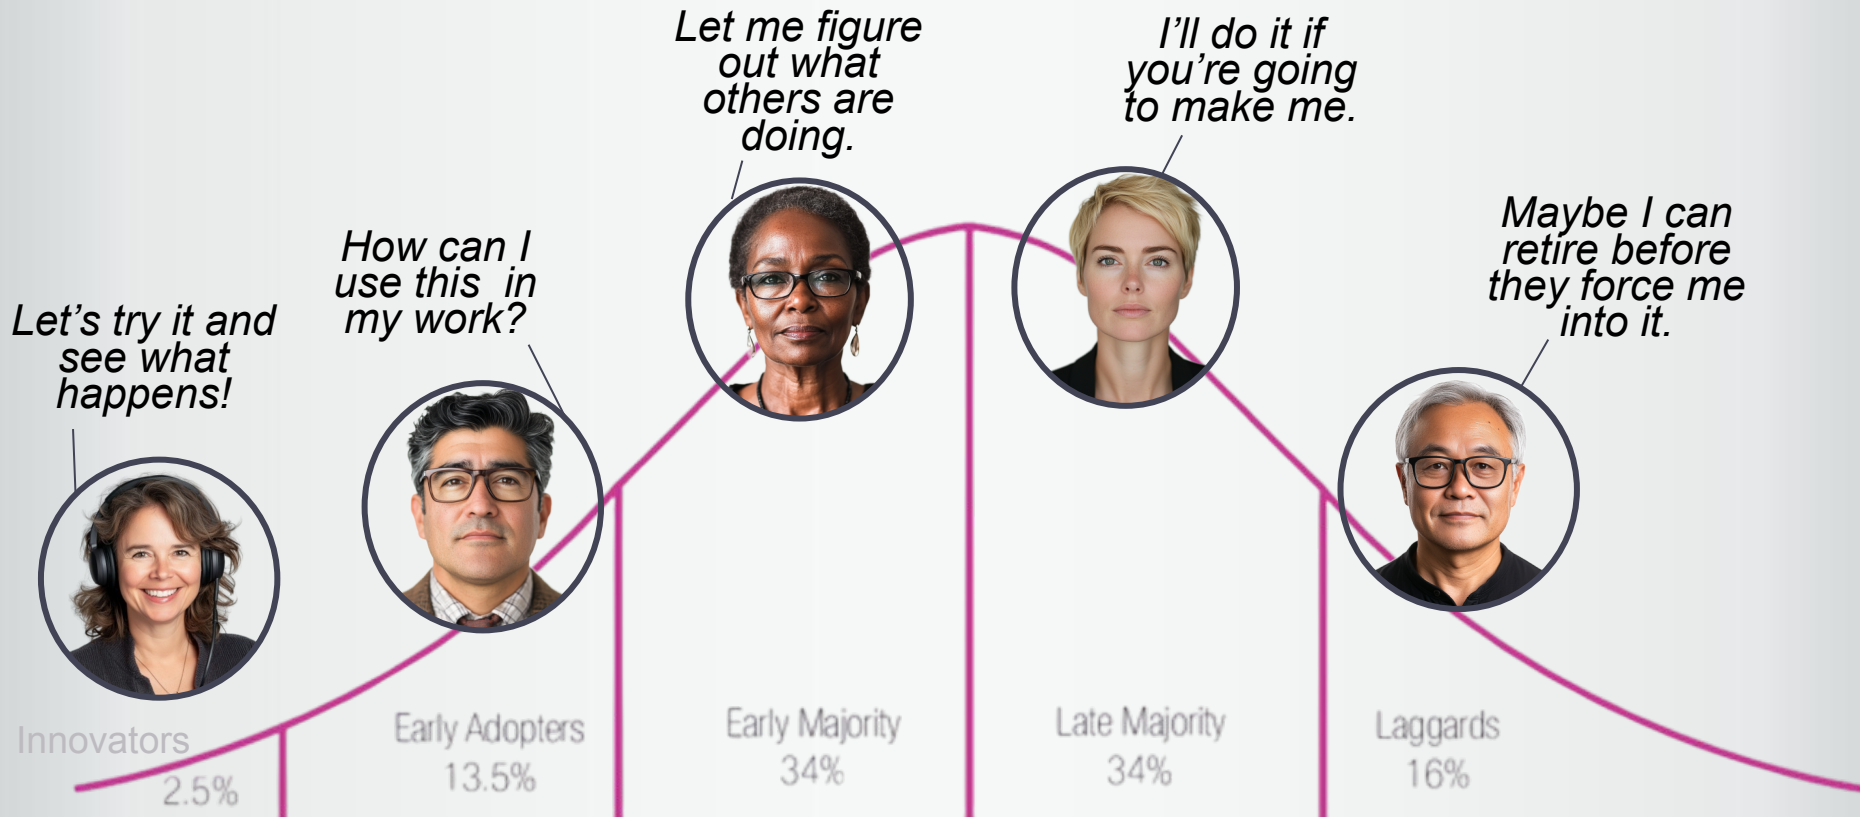 Let me figure
out what
others are
doing.
I'll do it if
you're going
to make me.
Maybe I can
retire before
they force me
into it.
How can I
use this  in
my work?
Let's try it and
see what
happens!
Innovators
2.5%
Early Adopters
13.5%
Early Majority
34%
Late Majority
34%
Laggards
16%